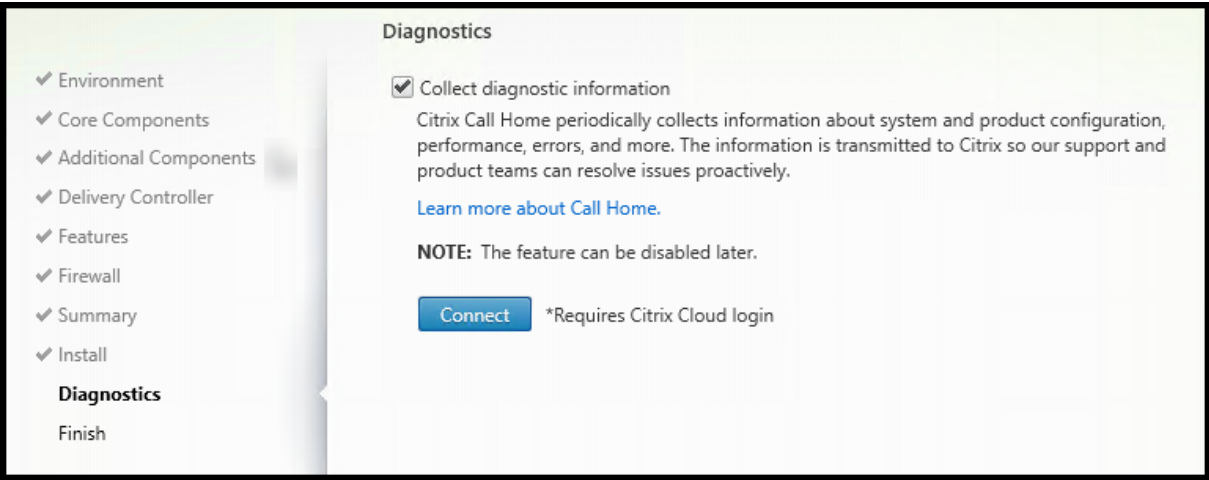 Diagnostics
Environment
Core Components
Additional Components
Delivery Controller
Features
Firewall
Summary
Install
Diagnostics
Finish
Collect diagnostic information
Citrix Call Home periodically collects information about system and product configuration,
performance, errors, and more. The information is transmitted to Citrix so our support and
product teams can resolve issues proactively.
Learn more about Call Home.
NOTE: The feature can be disabled later.
Connect *Requires Citrix Cloud login